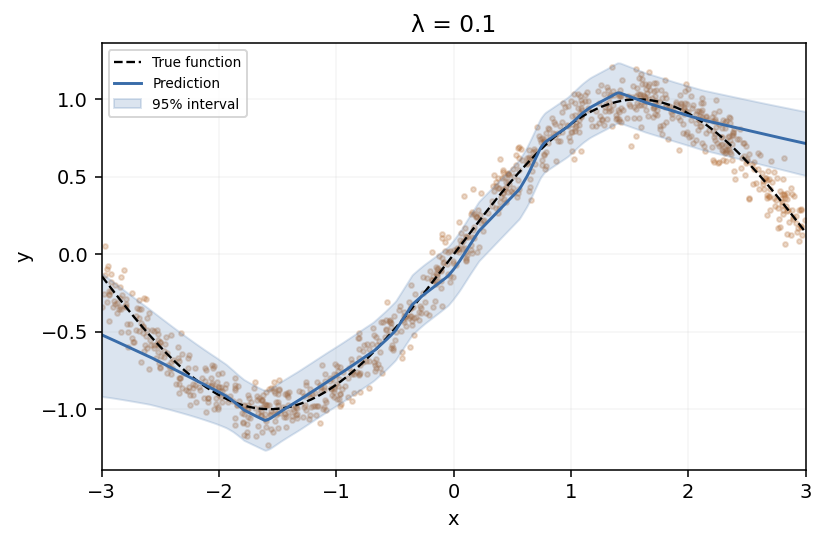 λ = 0.1
True function
Prediction
95% interval
1.0
0.5
0.0
−0.5
−1.0
y
−3 −2 −1 0 1 2 3
x